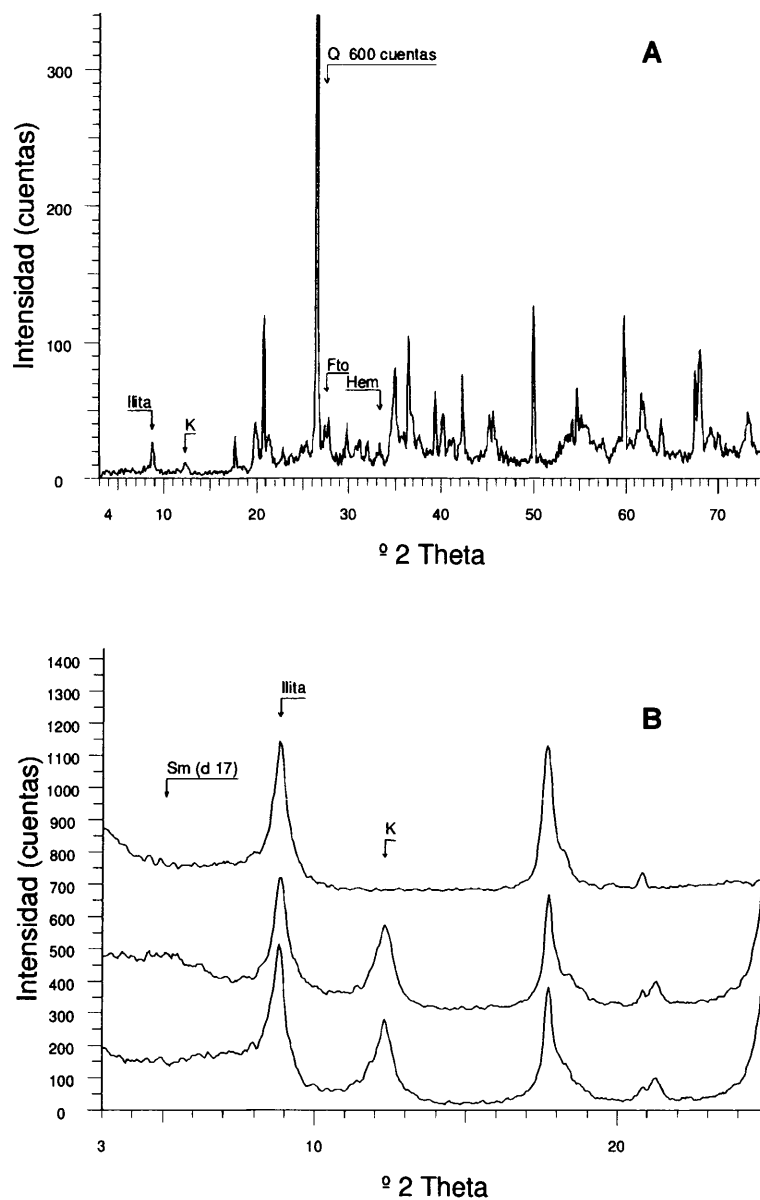 A
Intensidad (cuentas)
300
200
100
0
Q 600 cuentas
Fto
Hem
Ilita
K
4 10 20 30 40 50 60 70
º 2 Theta
B
Intensidad (cuentas)
1400
1300
1200
1100
1000
900
800
700
600
500
400
300
200
100
0
Ilita
Sm (d 17)
K
3 10 20
º 2 Theta